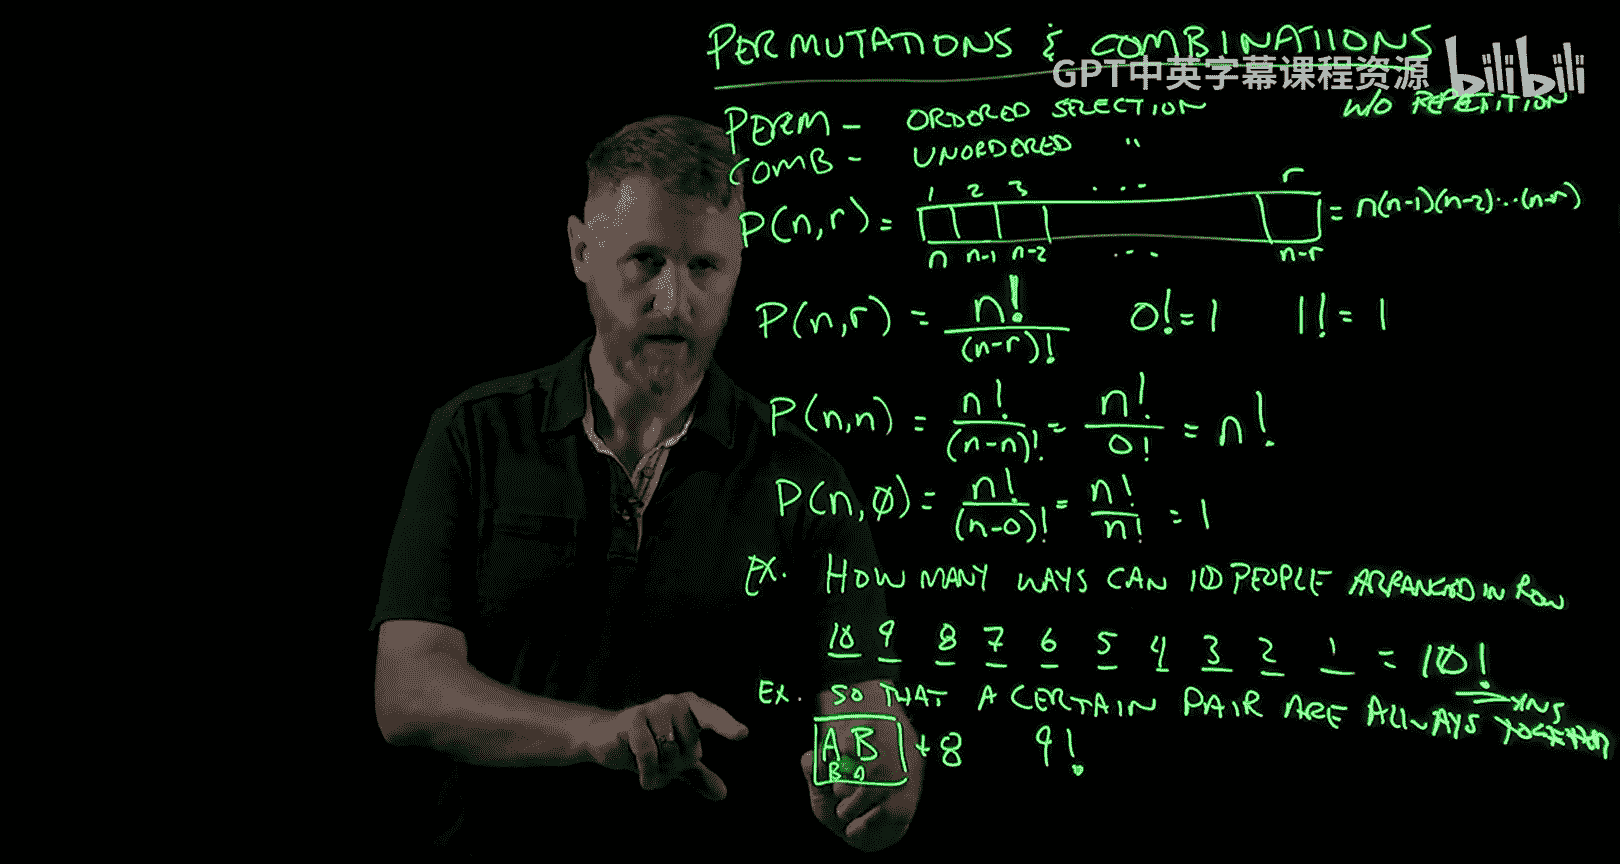 PERMUTATIONS & COMBINATIONS
GPT中英字幕课程资源 bilibili
PERM - ORDERED SELECTION W/O REPETITION
COMB - UNORDERED "
1 2 3 ... r
P(n,r) = = n(n-1)(n-2)...(n-r)
n n-1 n-2 ... n-r
P(n,r) = n!/(n-r)! 0! = 1 1! = 1
P(n,n) = n!/(n-n)! = n!/0! = n!
P(n,0) = n!/(n-0)! = n!/n! = 1
EX. HOW MANY WAYS CAN 10 PEOPLE ARRANGED IN ROW
10 9 8 7 6 5 4 3 2 1 = 10!
EX. SO THAT A CERTAIN PAIR ARE ALWAYS TOGETHER
AB + 8 9!
BA